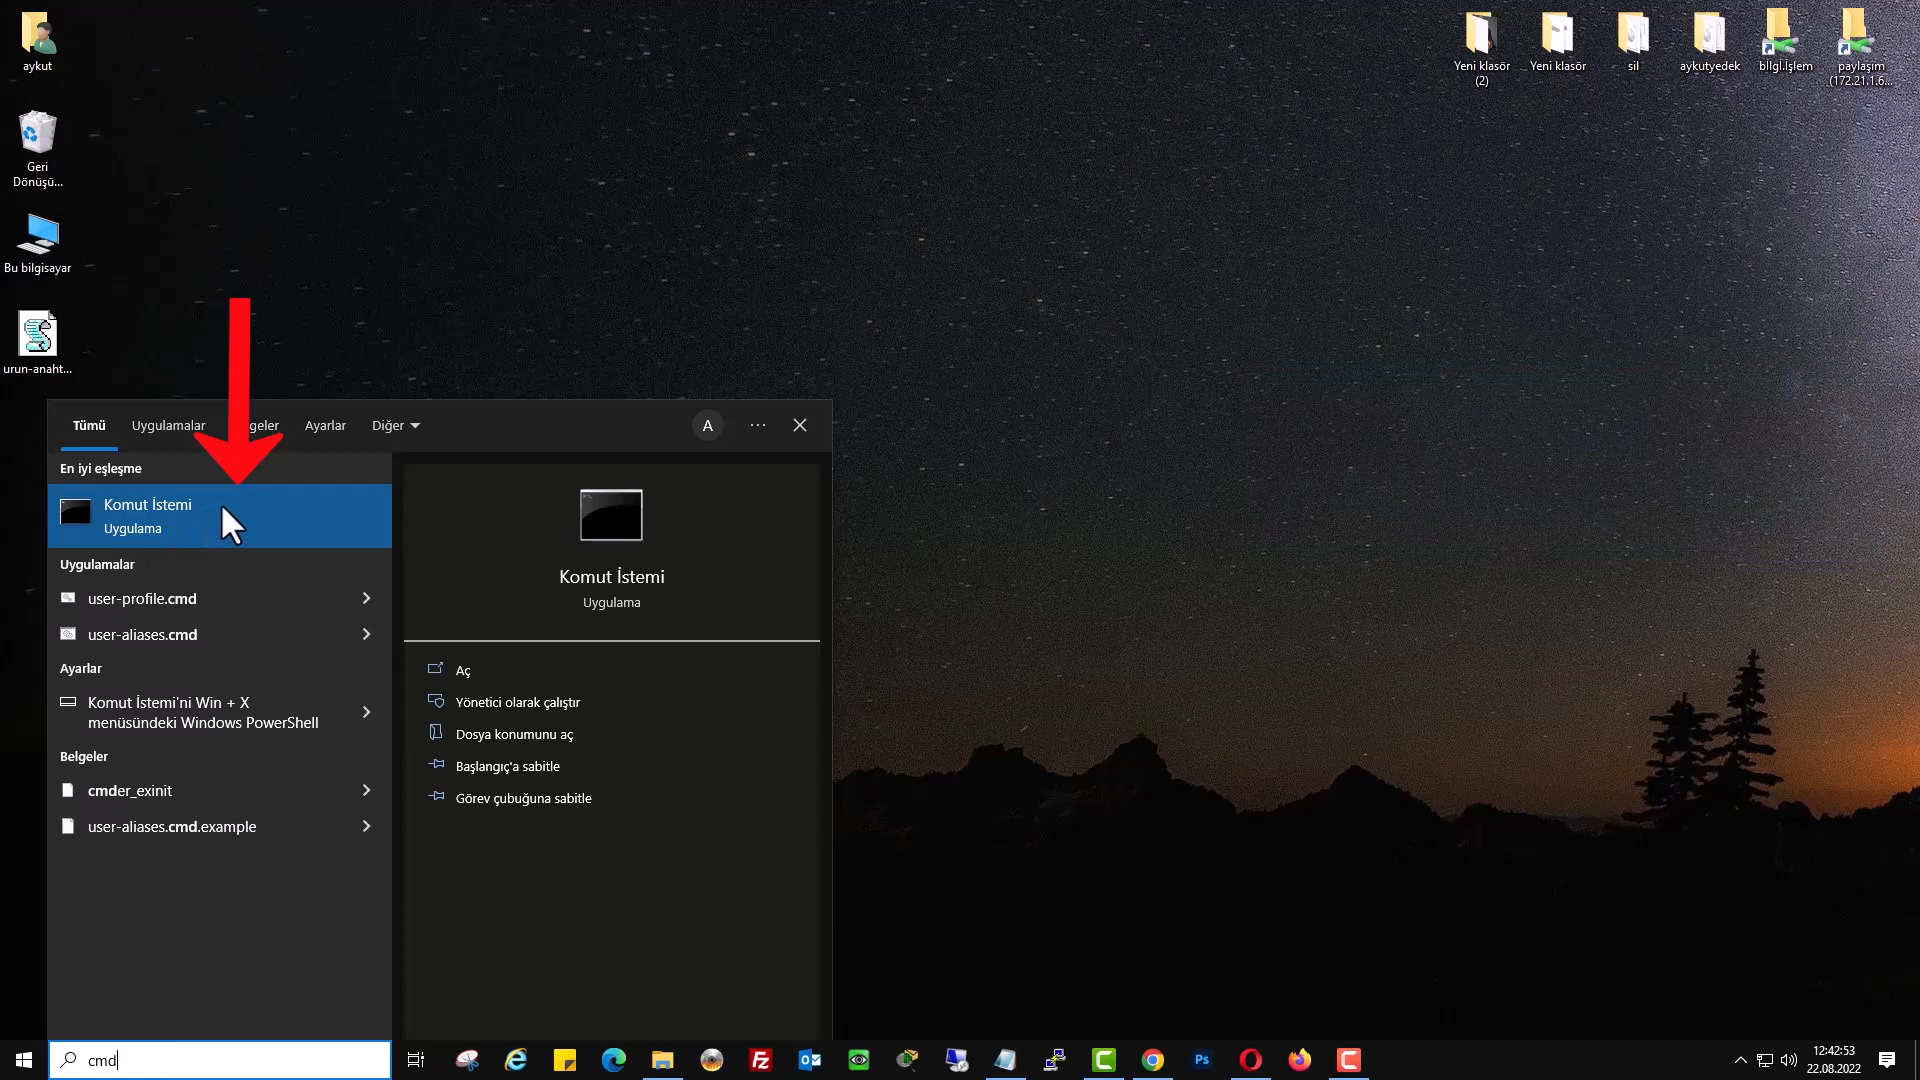 aykut
Geri
Dönüşü...
Bu bilgisayar
urun-anaht...
Yeni klasör
(2)
Yeni klasör
sil
aykutyedek
bilgi.İşlem
paylaşım
(172.21.1.6...
Tümü
Uygulamalar
geler
Ayarlar
Diğer
A
En iyi eşleşme
Komut İstemi
Uygulama
Uygulamalar
user-profile.cmd
user-aliases.cmd
Ayarlar
Komut İstemi'ni Win + X
menüsündeki Windows PowerShell
Belgeler
cmder_exinit
user-aliases.cmd.example
Komut İstemi
Uygulama
Aç
Yönetici olarak çalıştır
Dosya konumunu aç
Başlangıç'a sabitle
Görev çubuğuna sabitle
cmd
Fz
Ps
12:42:53
22.08.2022